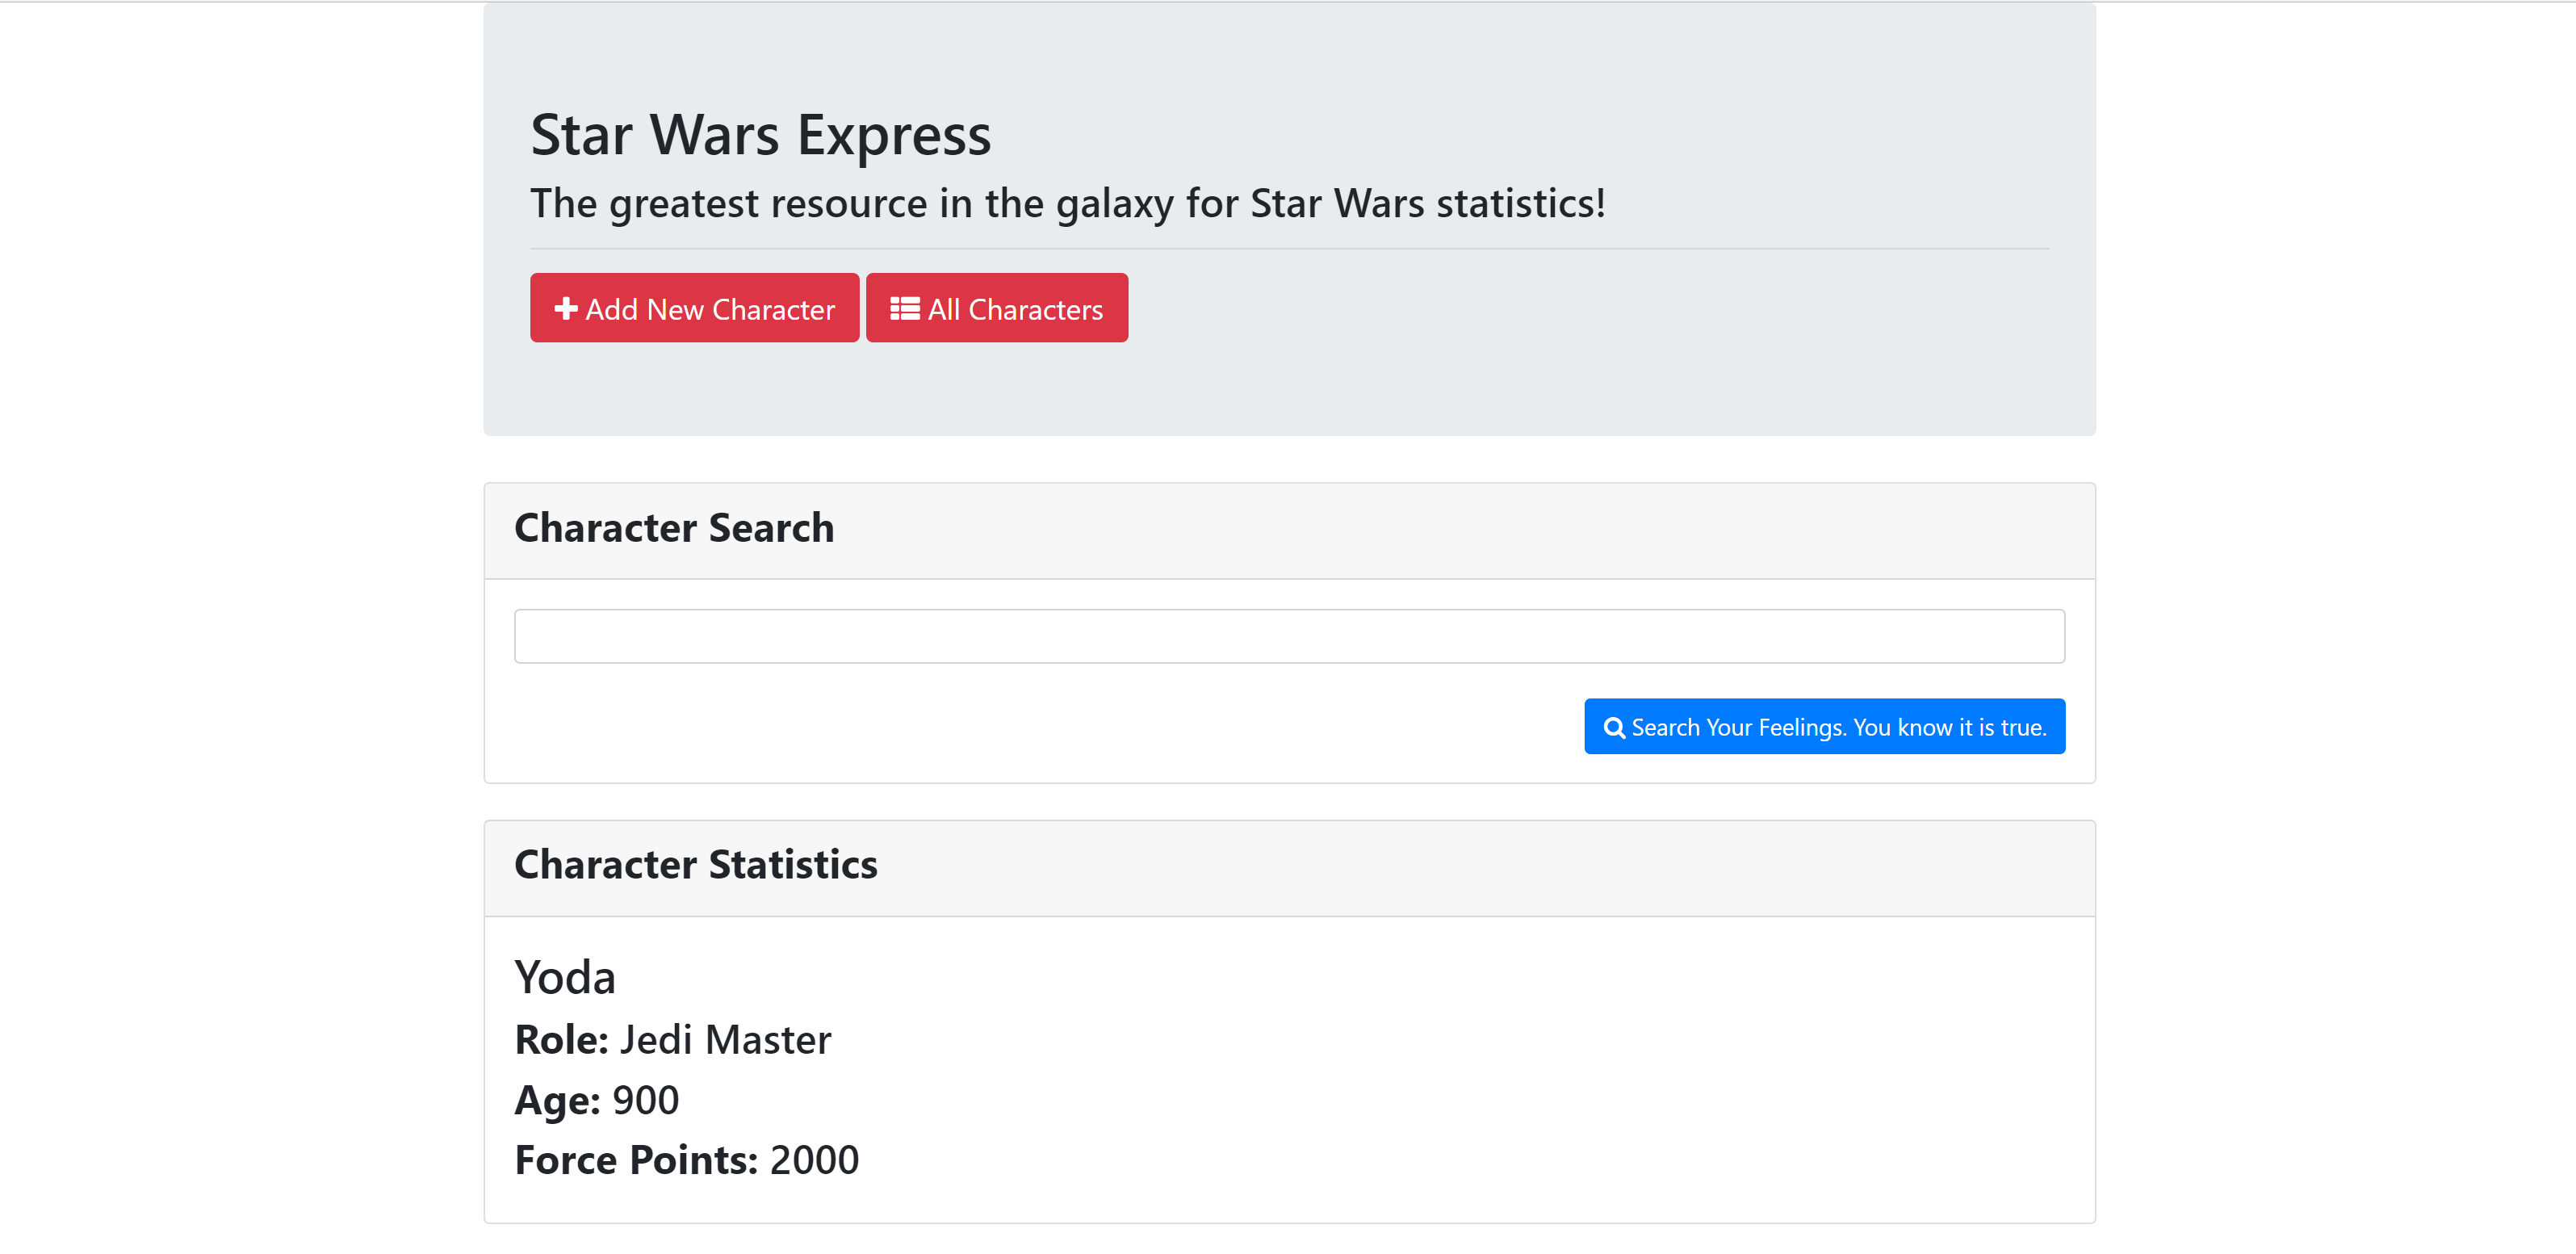 Star Wars Express
The greatest resource in the galaxy for Star Wars statistics!
Add New Character
All Characters
Character Search
Search Your Feelings. You know it is true.
Character Statistics
Yoda
Role: Jedi Master
Age: 900
Force Points: 2000